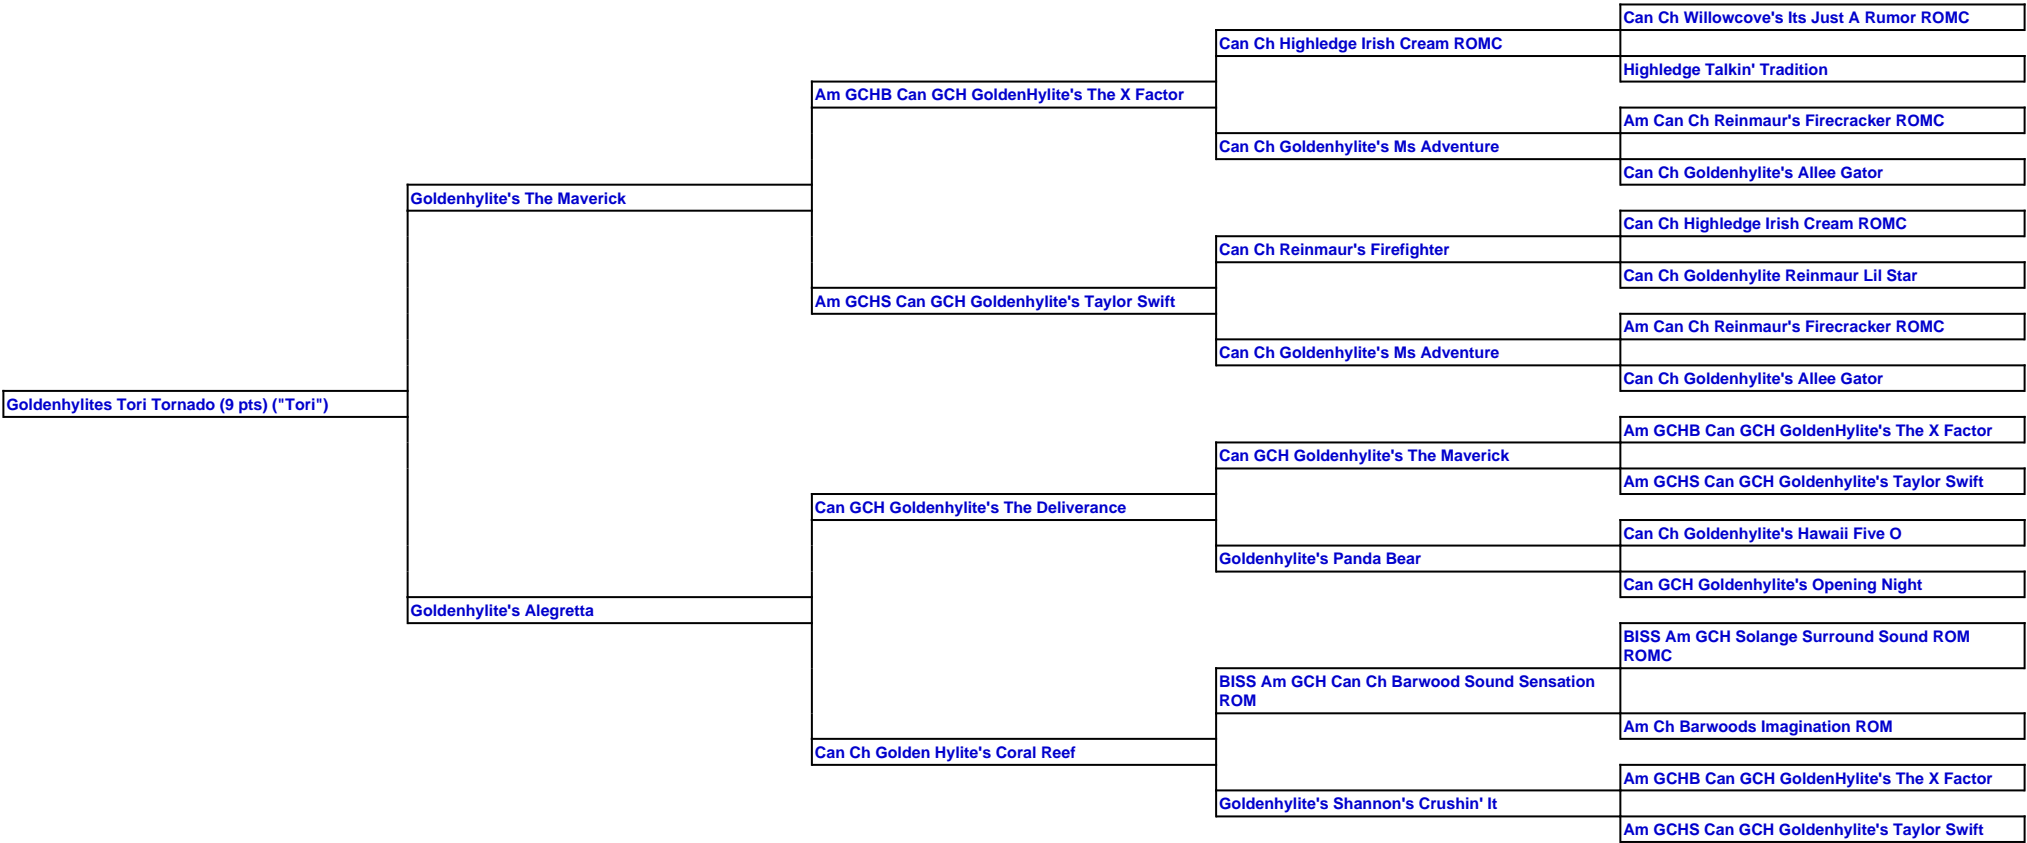 Can Ch Willowcove's Its Just A Rumor ROMC
Can Ch Highledge Irish Cream ROMC
Highledge Talkin' Tradition
Am GCHB Can GCH GoldenHylite's The X Factor
Am Can Ch Reinmaur's Firecracker ROMC
Can Ch Goldenhylite's Ms Adventure
Can Ch Goldenhylite's Allee Gator
Goldenhylite's The Maverick
Can Ch Highledge Irish Cream ROMC
Can Ch Reinmaur's Firefighter
Can Ch Goldenhylite Reinmaur Lil Star
Am GCHS Can GCH Goldenhylite's Taylor Swift
Am Can Ch Reinmaur's Firecracker ROMC
Can Ch Goldenhylite's Ms Adventure
Can Ch Goldenhylite's Allee Gator
Goldenhylites Tori Tornado (9 pts) ("Tori")
Am GCHB Can GCH GoldenHylite's The X Factor
Can GCH Goldenhylite's The Maverick
Am GCHS Can GCH Goldenhylite's Taylor Swift
Can GCH Goldenhylite's The Deliverance
Can Ch Goldenhylite's Hawaii Five O
Goldenhylite's Panda Bear
Can GCH Goldenhylite's Opening Night
Goldenhylite's Alegretta
BISS Am GCH Solange Surround Sound ROM
ROMC
BISS Am GCH Can Ch Barwood Sound Sensation
ROM
Am Ch Barwoods Imagination ROM
Can Ch Golden Hylite's Coral Reef
Am GCHB Can GCH GoldenHylite's The X Factor
Goldenhylite's Shannon's Crushin' It
Am GCHS Can GCH Goldenhylite's Taylor Swift